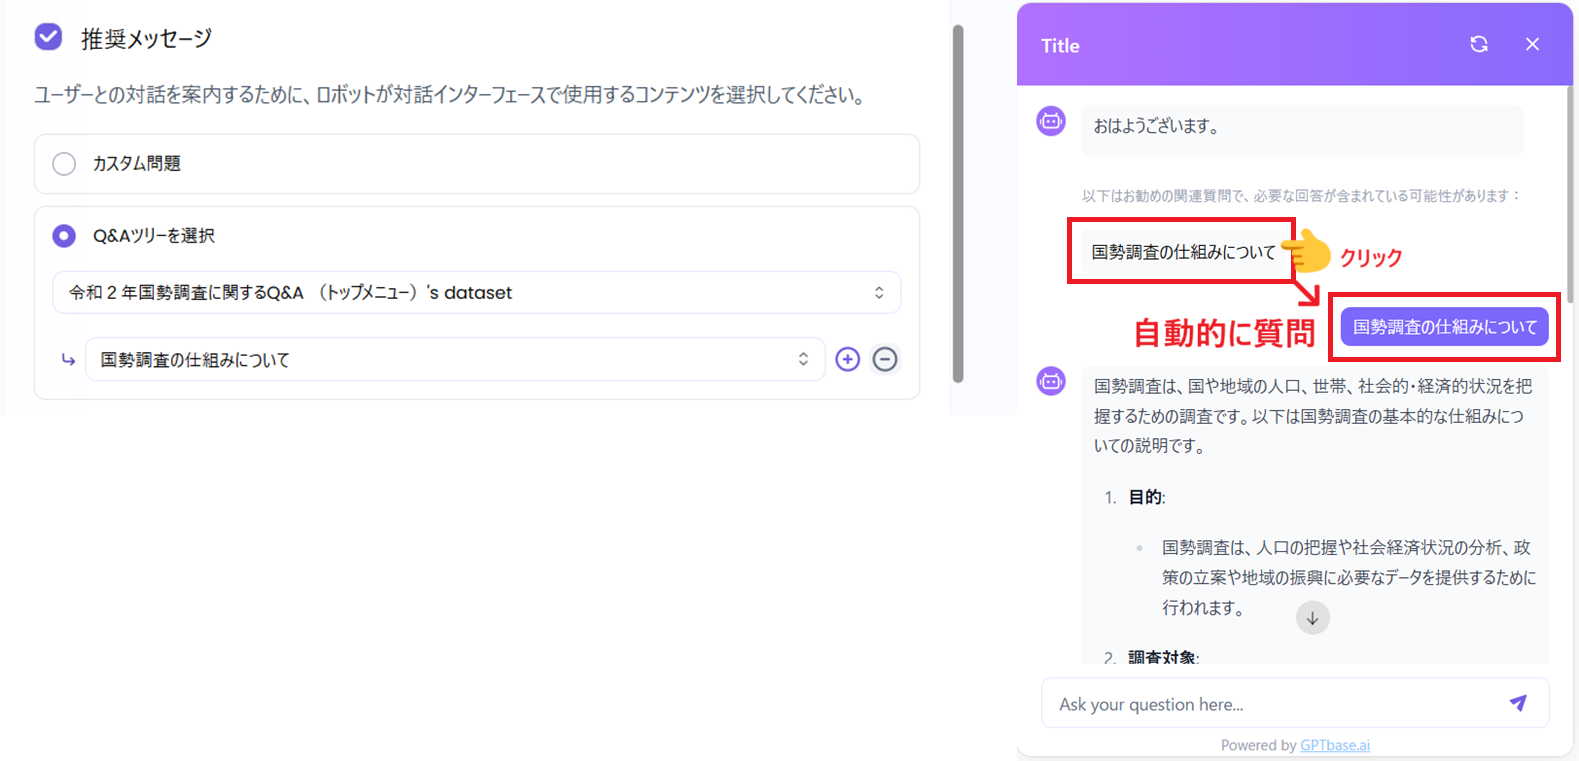 推奨メッセージ
ユーザーとの対話を案内するために、ロボットが対話インターフェースで使用するコンテンツを選択してください。
カスタム問題
Q&Aツリーを選択
令和２年国勢調査に関するQ&A （トップメニュー）'s dataset
国勢調査の仕組みについて
Title
おはようございます。
以下はお勧めの関連質問で、必要な回答が含まれている可能性があります：
国勢調査の仕組みについて
クリック
自動的に質問
国勢調査の仕組みについて
国勢調査は、国や地域の人口、世帯、社会的・経済的状況を把
握するための調査です。以下は国勢調査の基本的な仕組みにつ
いての説明です。
1. 目的:
国勢調査は、人口の把握や社会経済状況の分析、政
策の立案や地域の振興に必要なデータを提供するために
行われます。
2. 調査対象:
Ask your question here...
Powered by GPTbase.ai